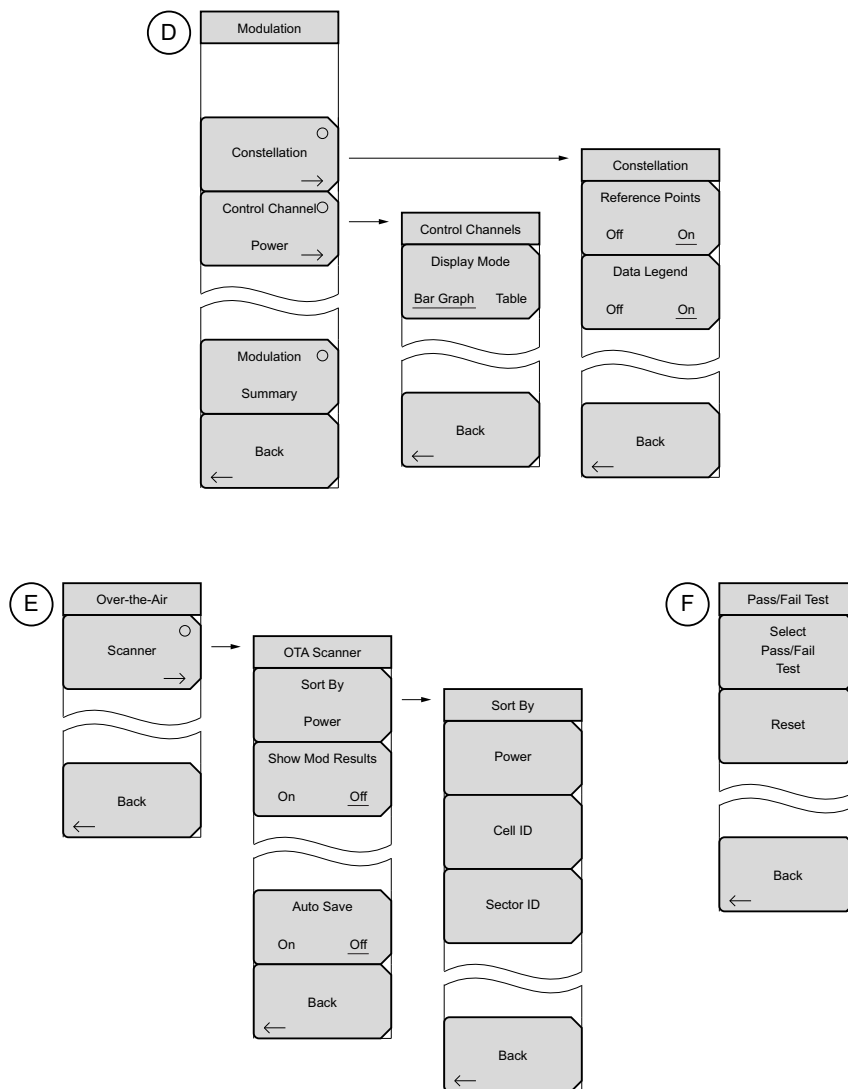 D
Modulation
Constellation
Control Channel
Power
Modulation
Summary
Back
Control Channels
Display Mode
Bar Graph Table
Back
Constellation
Reference Points
Off On
Data Legend
Off On
Back
E
Over-the-Air
Scanner
Back
OTA Scanner
Sort By
Power
Show Mod Results
On Off
Auto Save
On Off
Back
Sort By
Power
Cell ID
Sector ID
Back
F
Pass/Fail Test
Select
Pass/Fail
Test
Reset
Back